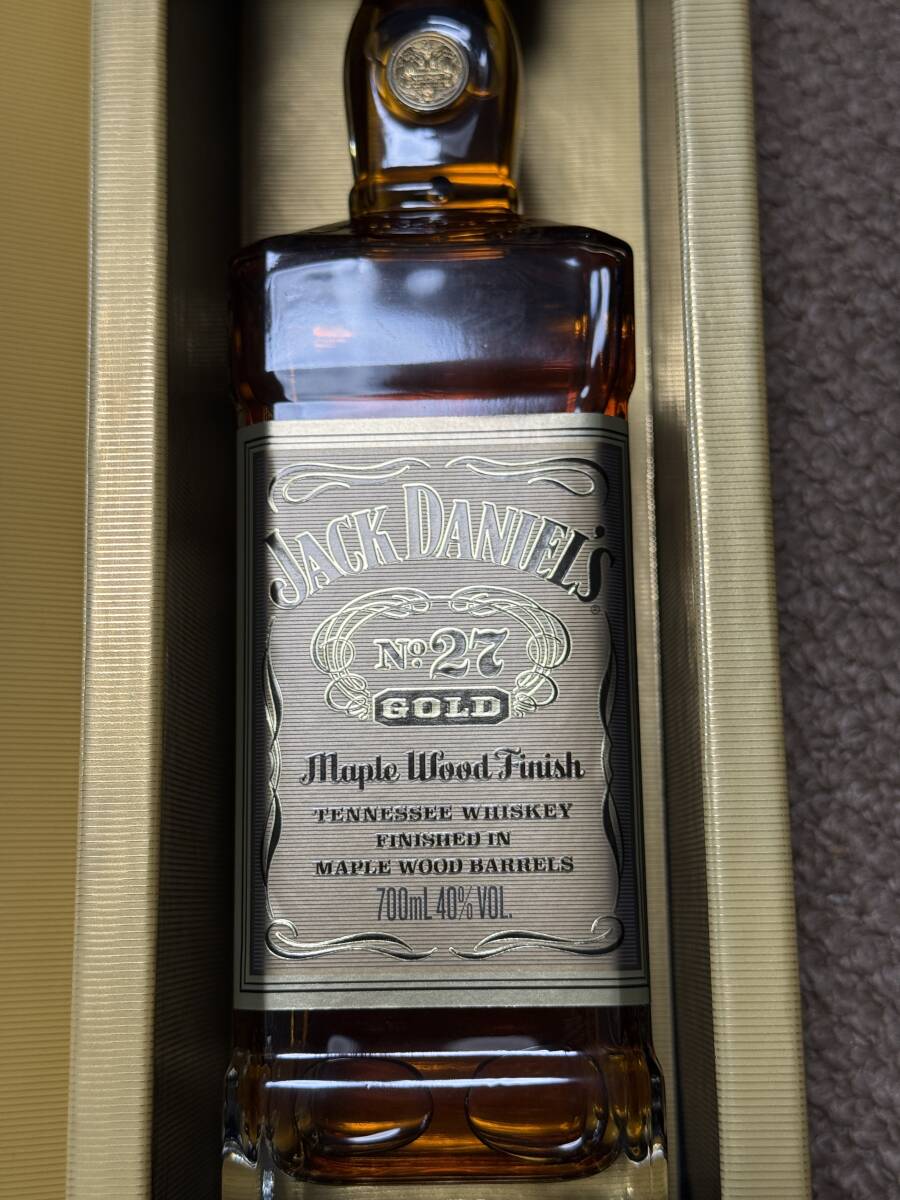 JACK DANIEL'S®
Nº 27
GOLD
Maple Wood Finish
TENNESSEE WHISKEY
FINISHED IN
MAPLE WOOD BARRELS
700mL 40% VOL.